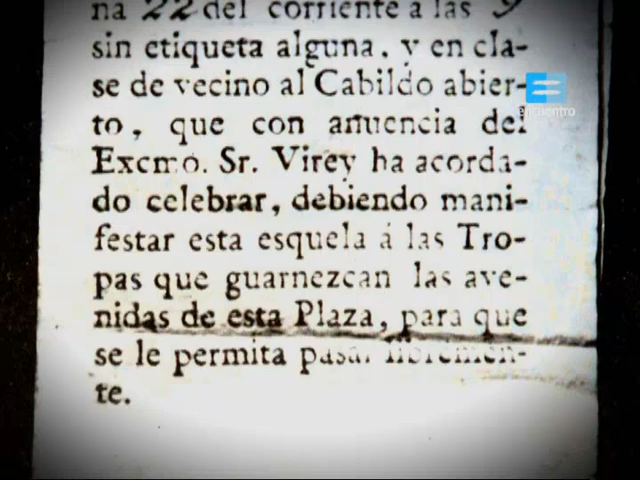 na 22 del corriente a las 9
sin etiqueta alguna, y en cla-
se de vecino al Cabildo abier-
to, que con anuencia del
Excmo. Sr. Virey ha acorda-
do celebrar, debiendo mani-
festar esta esquela á las Tro-
pas que guarnezcan las ave-
nidas de esta Plaza, para que
se le permita pasar libremen-
te.
encuentro